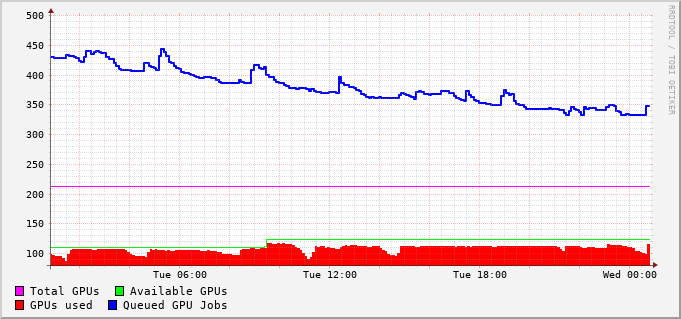 500
450
400
350
300
250
200
150
100
Tue 06:00 Tue 12:00 Tue 18:00 Wed 00:00
Total GPUs Available GPUs
GPUs used Queued GPU Jobs
RRDTOOL / TOBI OETIKER